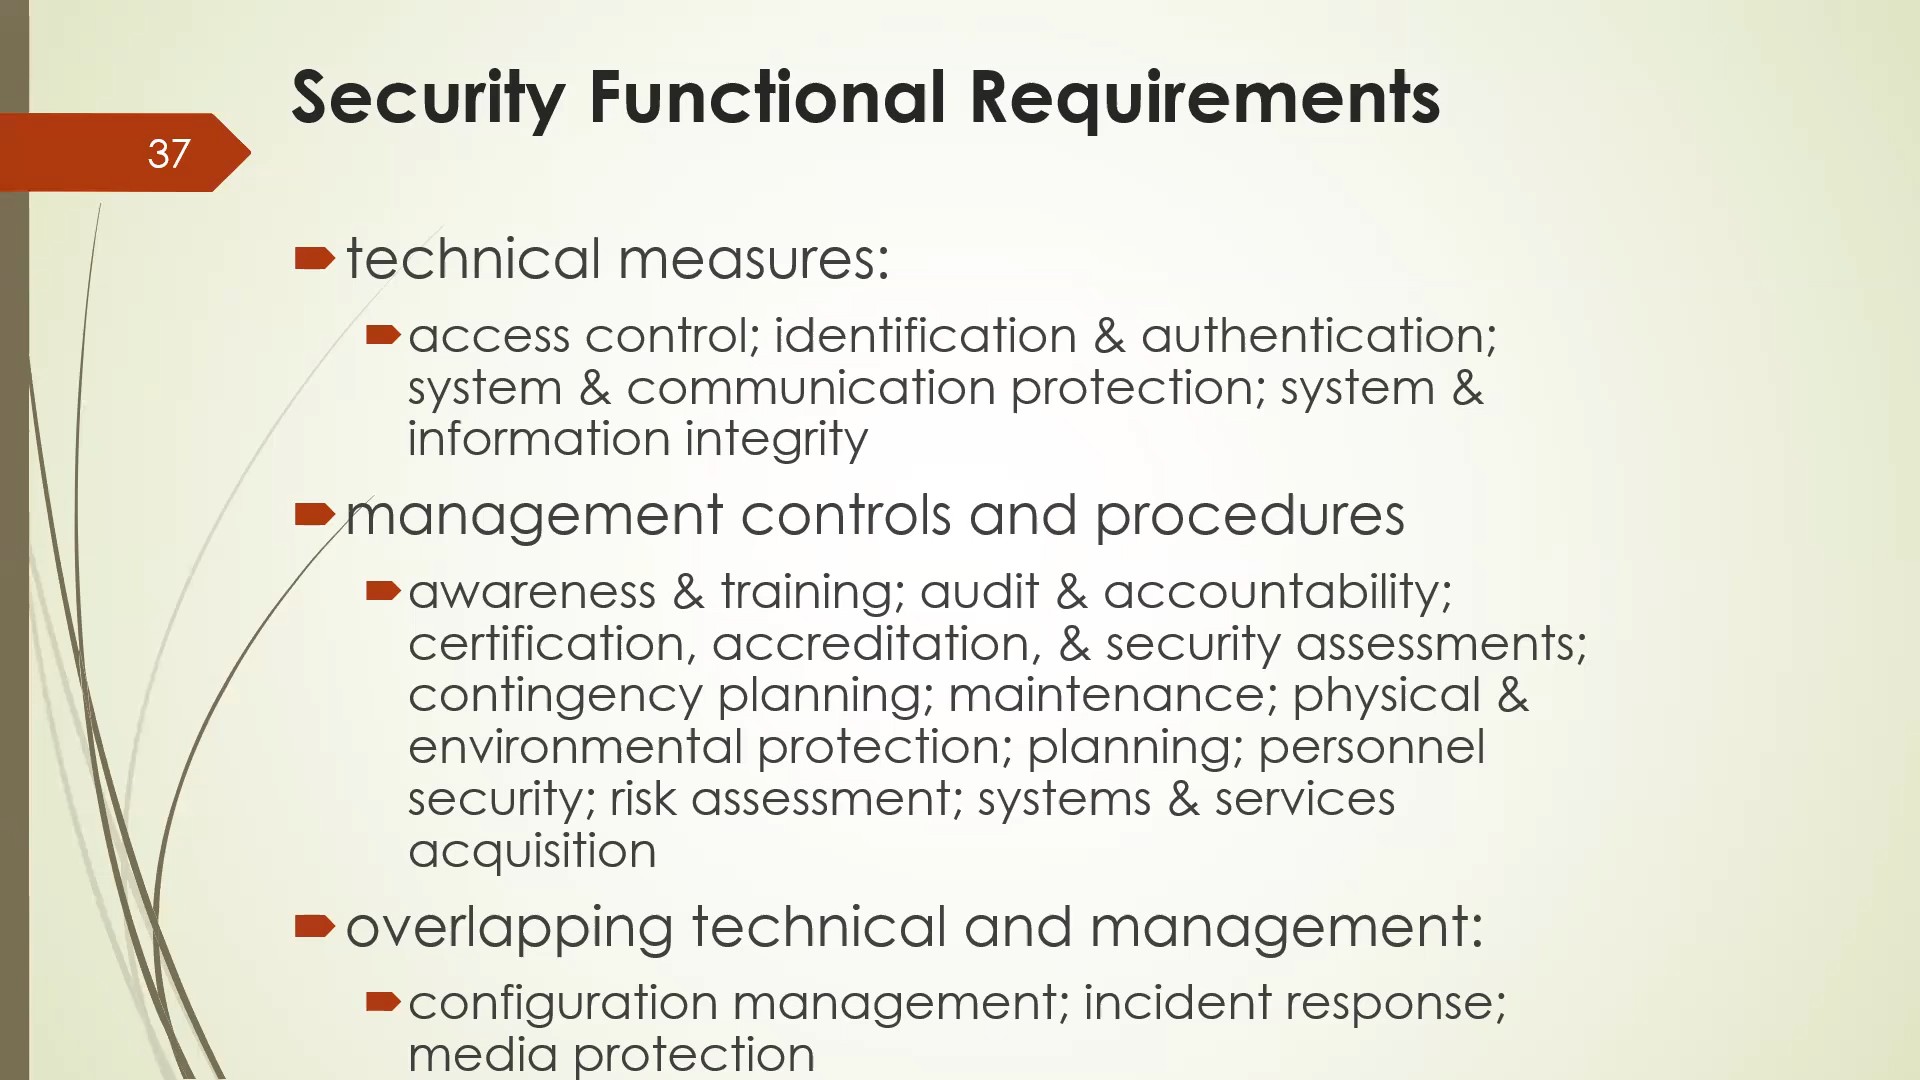 Security Functional Requirements
37
technical measures:
access control; identification & authentication;
system & communication protection; system &
information integrity
management controls and procedures
awareness & training; audit & accountability;
certification, accreditation, & security assessments;
contingency planning; maintenance; physical &
environmental protection; planning; personnel
security; risk assessment; systems & services
acquisition
overlapping technical and management:
configuration management; incident response;
media protection